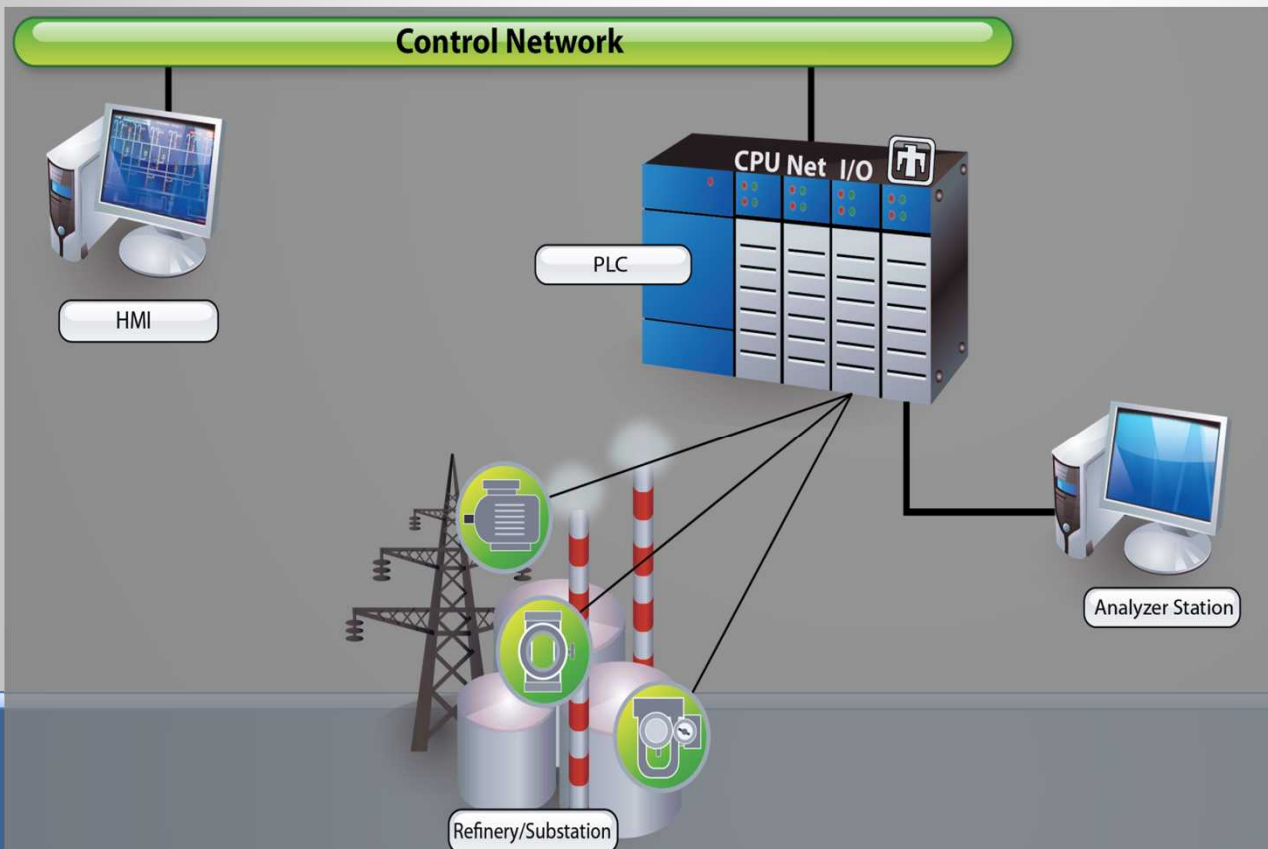 Control Network
CPU Net I/O
PLC
HMI
Analyzer Station
Refinery/Substation